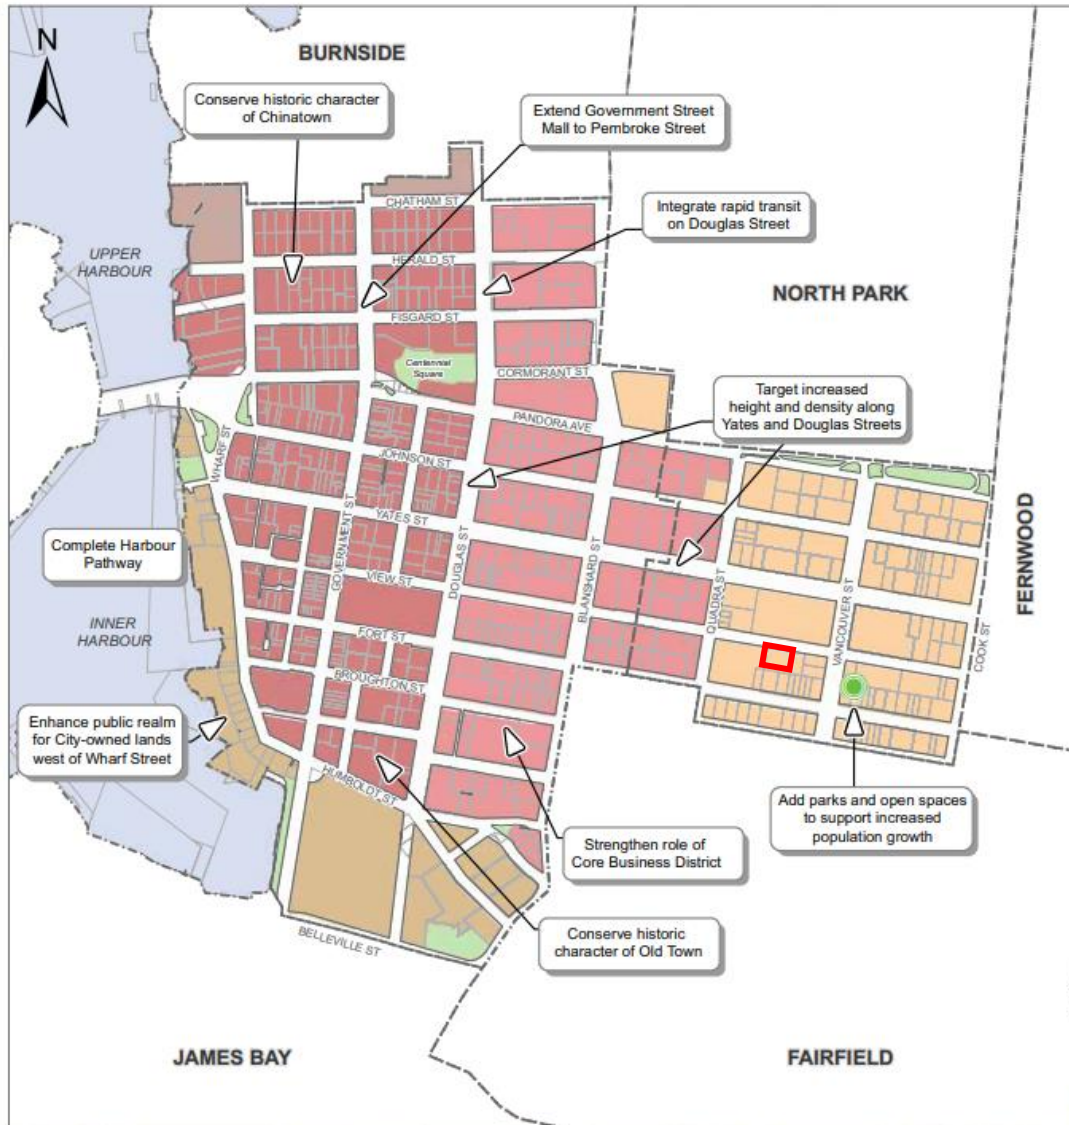 N
BURNSIDE
Conserve historic character
of Chinatown
Extend Government Street
Mall to Pembroke Street
CHATHAM ST
Integrate rapid transit
on Douglas Street
UPPER
HARBOUR
HERALD ST
NORTH PARK
FISGARD ST
Centennial
Square
CORMORANT ST
Target increased
height and density along
Yates and Douglas Streets
PANDORA AVE
WHARF ST
JOHNSON ST
YATES ST
Complete Harbour
Pathway
GOVERNMENT ST
DOUGLAS ST
BLANSHARD ST
QUADRA ST
VANCOUVER ST
COOK ST
FERNWOOD
VIEW ST
INNER
HARBOUR
FORT ST
BROUGHTON ST
Enhance public realm
for City-owned lands
west of Wharf Street
HUMBOLDT ST
Add parks and open spaces
to support increased
population growth
Strengthen role of
Core Business District
BELLEVILLE ST
Conserve historic
character of Old Town
JAMES BAY
FAIRFIELD